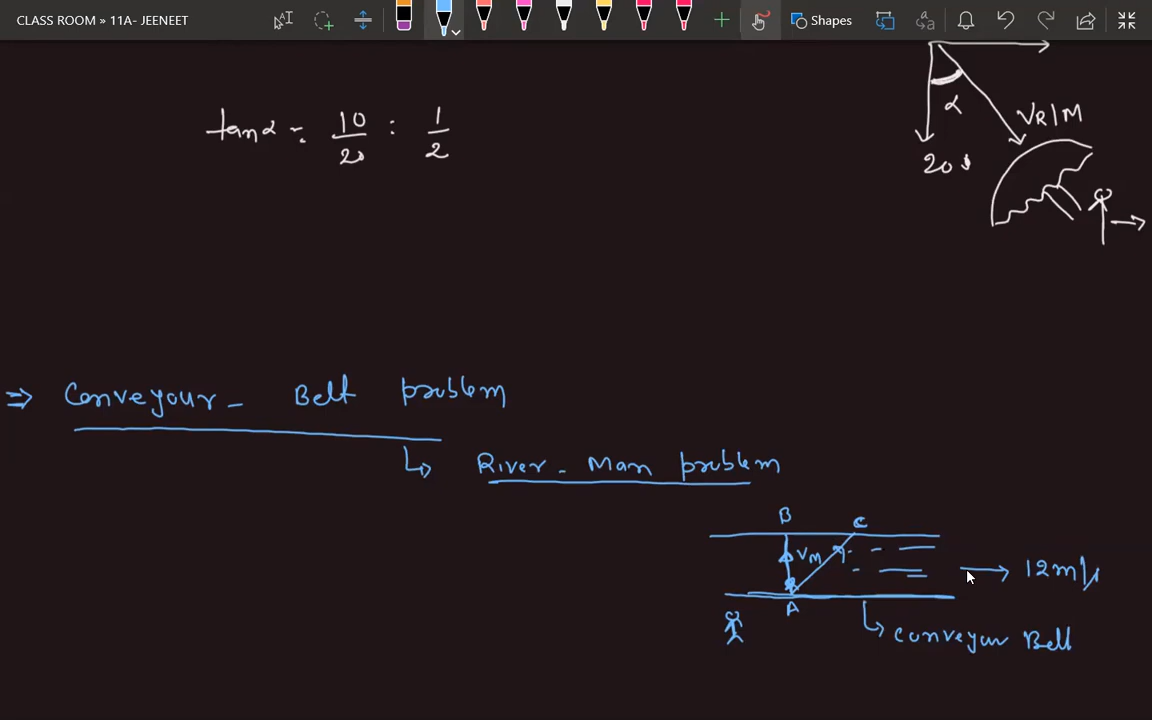 CLASS ROOM » 11A- JEENEET
Shapes
tanα = 10/20 : 1/2
α
VR/M
20
⇒ Conveyour - Belt problem
↳ River - Man problem
B
C
VM
→ 12m/s
A
↳ conveyur Belt